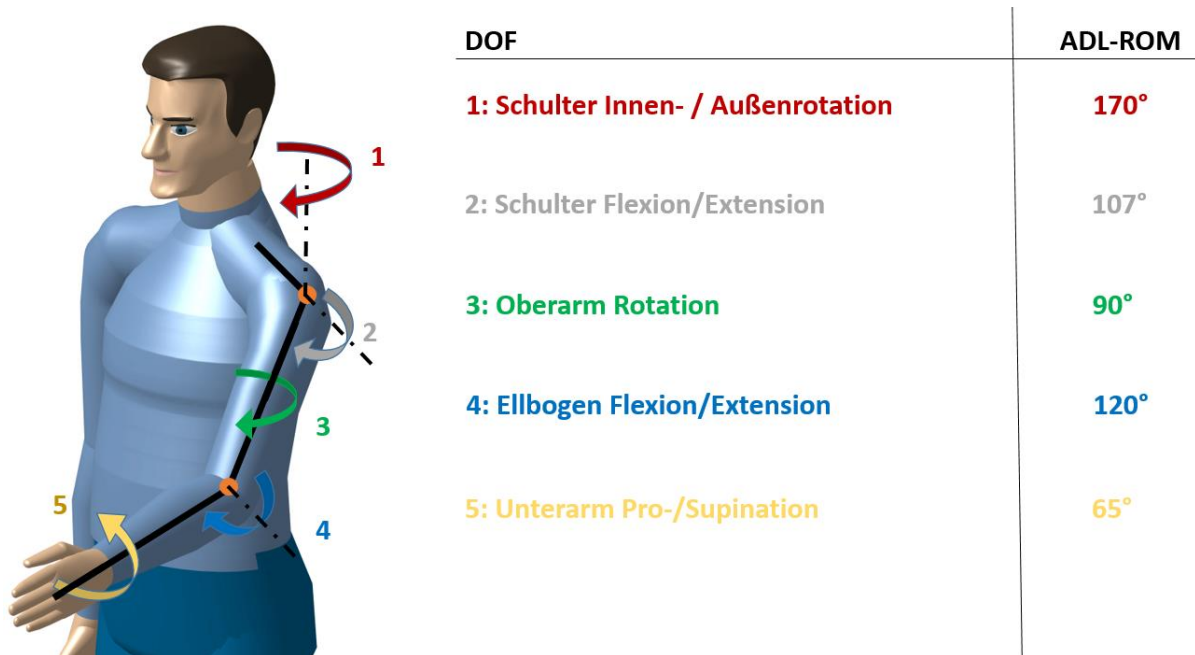 DOF ADL-ROM
1: Schulter Innen- / Außenrotation 170°
2: Schulter Flexion/Extension 107°
3: Oberarm Rotation 90°
4: Ellbogen Flexion/Extension 120°
5: Unterarm Pro-/Supination 65°
1
2
3
5
4